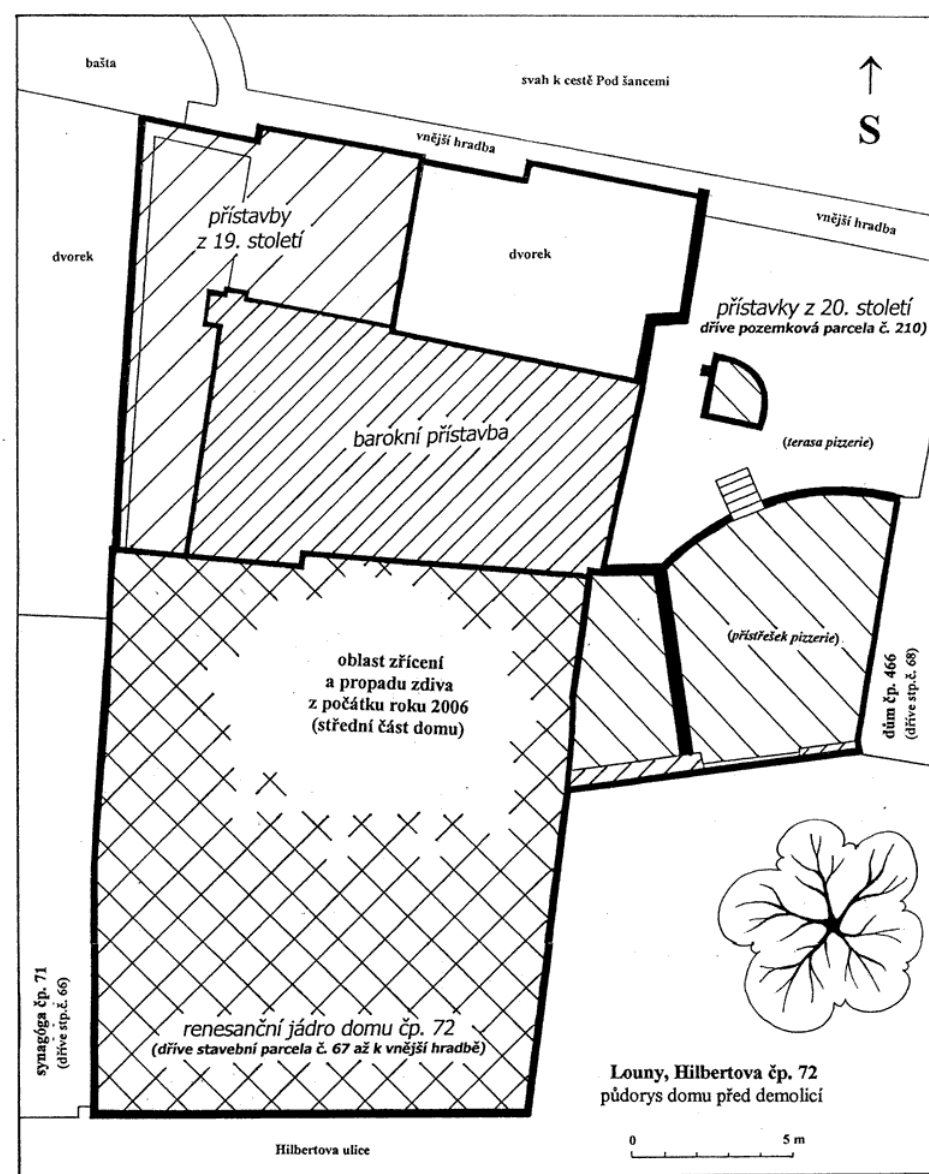 bašta
svah k cestě Pod šancemi
S
vnější hradba
vnější hradba
přístavby
z 19. století
dvorek
dvorek
přístavky z 20. století
dříve pozemková parcela č. 210)
barokní přístavba
(terasa pizzerie)
(přístřešek pizzerie)
oblast zřícení
a propadu zdiva
z počátku roku 2006
(střední část domu)
dům čp. 466
(dříve stp.č. 68)
synagóga čp. 71
(dříve stp.č. 66)
renesanční jádro domu čp. 72
(dříve stavební parcela č. 67 až k vnější hradbě)
Louny, Hilbertova čp. 72
půdorys domu před demolicí
0 5 m
Hilbertova ulice